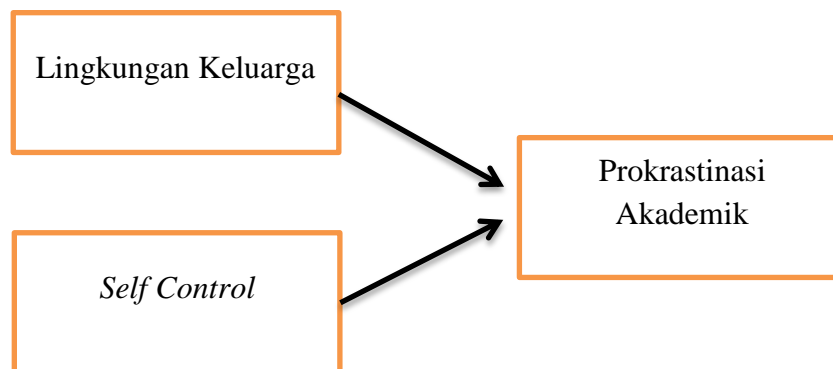 Lingkungan Keluarga
Prokrastinasi
Akademik
Self Control